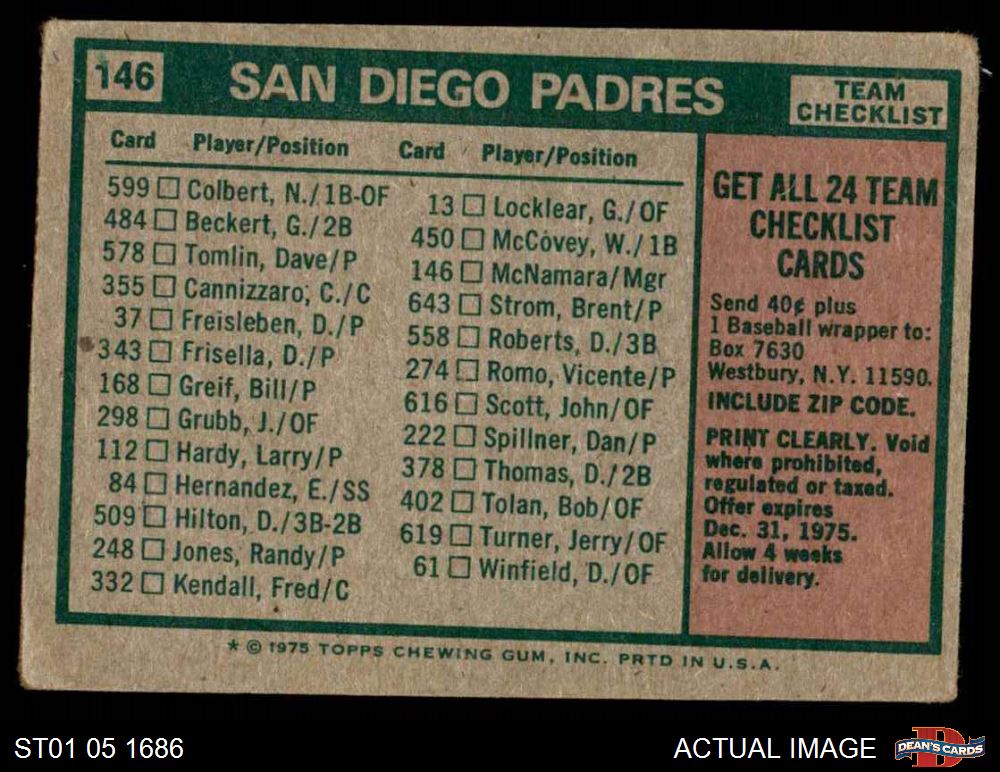 146
SAN DIEGO PADRES
TEAM
CHECKLIST
Card Player/Position
599 Colbert, N./1B-OF
484 Beckert, G./2B
578 Tomlin, Dave/P
355 Cannizzaro, C./C
37 Freisleben, D./P
343 Frisella, D./P
168 Greif, Bill/P
298 Grubb, J./OF
112 Hardy, Larry/P
84 Hernandez, E./SS
509 Hilton, D./3B-2B
248 Jones, Randy/P
332 Kendall, Fred/C
Card Player/Position
13 Locklear, G./OF
450 McCovey, W./1B
146 McNamara/Mgr
643 Strom, Brent/P
558 Roberts, D./3B
274 Romo, Vicente/P
616 Scott, John/OF
222 Spillner, Dan/P
378 Thomas, D./2B
402 Tolan, Bob/OF
619 Turner, Jerry/OF
61 Winfield, D./OF
GET ALL 24 TEAM
CHECKLIST
CARDS
Send 40¢ plus
1 Baseball wrapper to:
Box 7630
Westbury, N.Y. 11590.
INCLUDE ZIP CODE.
PRINT CLEARLY. Void
where prohibited,
regulated or taxed.
Offer expires
Dec. 31, 1975.
Allow 4 weeks
for delivery.
* © 1975 TOPPS CHEWING GUM, INC. PRTD IN U.S.A.
ST01 05 1686
ACTUAL IMAGE
DEAN'S CARDS